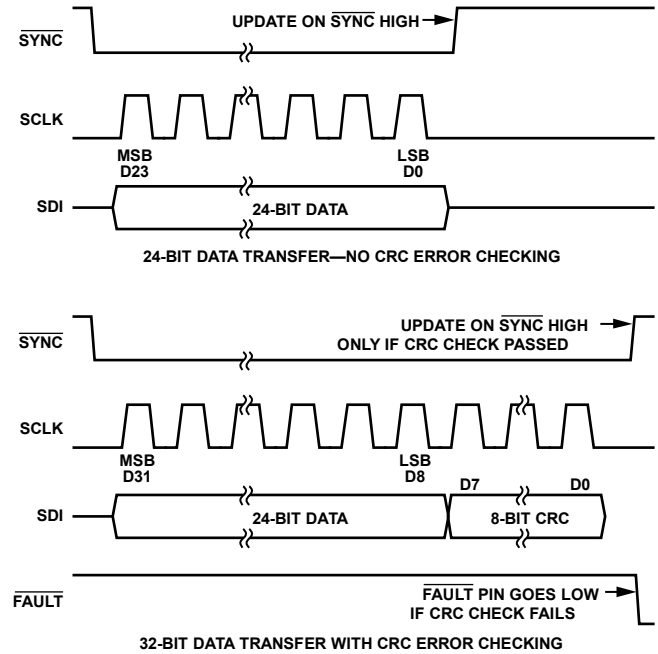 UPDATE ON SYNC HIGH
SYNC
SCLK
MSB
D23
LSB
D0
SDI
24-BIT DATA
24-BIT DATA TRANSFER—NO CRC ERROR CHECKING
UPDATE ON SYNC HIGH
ONLY IF CRC CHECK PASSED
SYNC
SCLK
MSB
D31
LSB
D8
D7
D0
SDI
24-BIT DATA
8-BIT CRC
FAULT
FAULT PIN GOES LOW
IF CRC CHECK FAILS
32-BIT DATA TRANSFER WITH CRC ERROR CHECKING